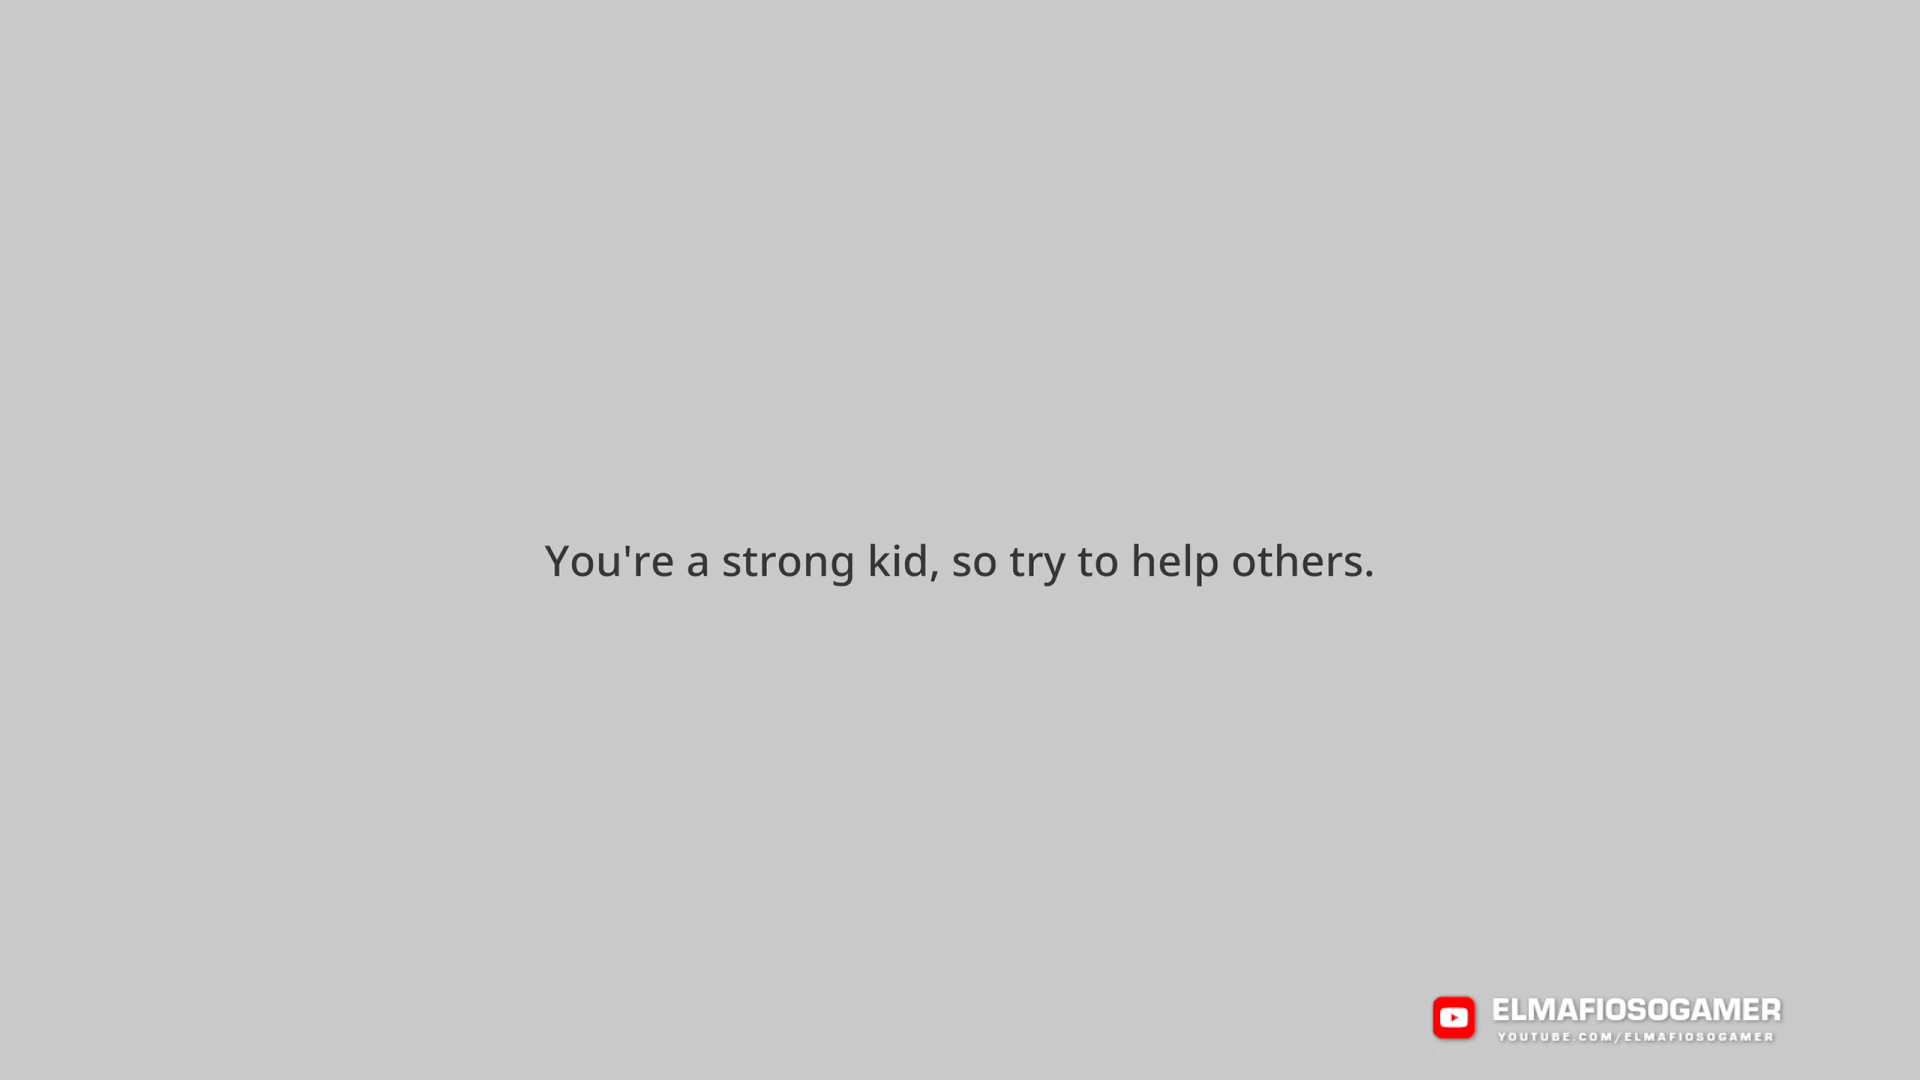 You're a strong kid, so try to help others.
ELMAFIOSOGAMER
YOUTUBE.COM/ELMAFIOSOGAMER